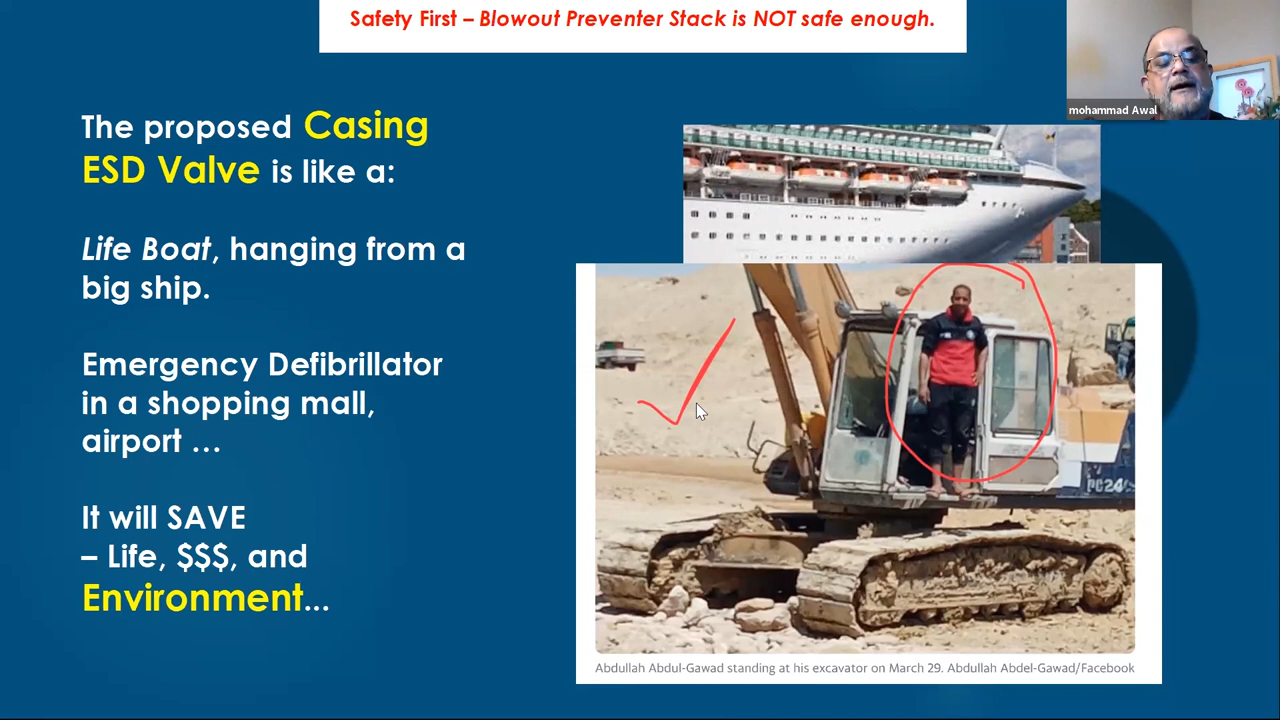 Safety First – Blowout Preventer Stack is NOT safe enough.
mohammad Awal
The proposed Casing
ESD Valve is like a:
Life Boat, hanging from a
big ship.
Emergency Defibrillator
in a shopping mall,
airport …
It will SAVE
– Life, $$$, and
Environment...
PC24
Abdullah Abdul-Gawad standing at his excavator on March 29. Abdullah Abdel-Gawad/Facebook